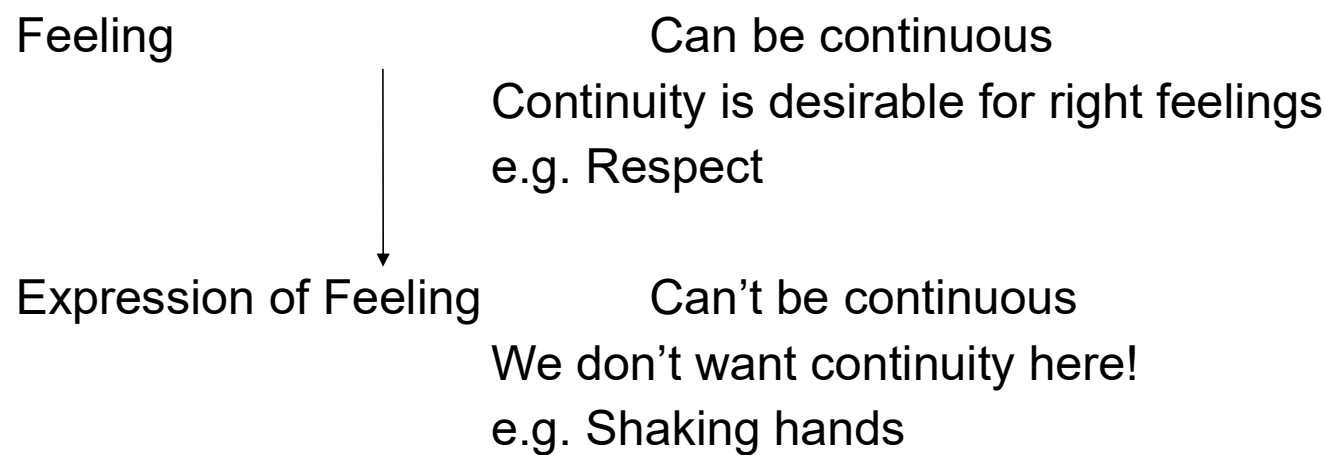 Feeling Can be continuous
Continuity is desirable for right feelings
e.g. Respect
Expression of Feeling Can’t be continuous
We don’t want continuity here!
e.g. Shaking hands